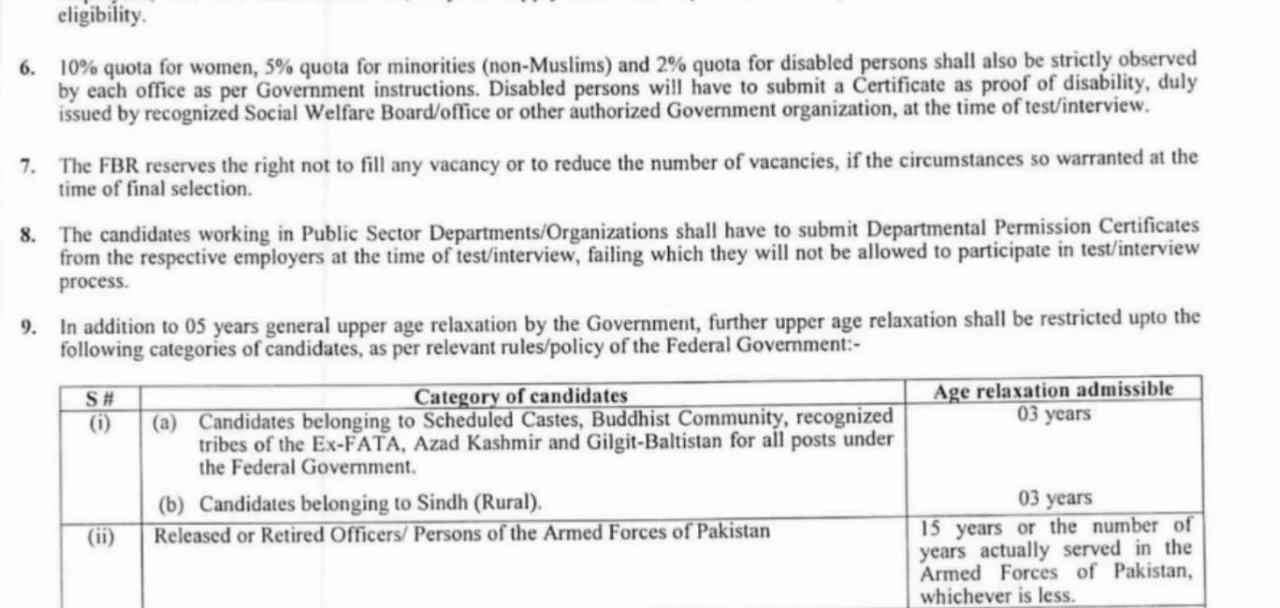 eligibility.
6. 10% quota for women, 5% quota for minorities (non-Muslims) and 2% quota for disabled persons shall also be strictly observed
by each office as per Government instructions. Disabled persons will have to submit a Certificate as proof of disability, duly
issued by recognized Social Welfare Board/office or other authorized Government organization, at the time of test/interview.
7. The FBR reserves the right not to fill any vacancy or to reduce the number of vacancies, if the circumstances so warranted at the
time of final selection.
8. The candidates working in Public Sector Departments/Organizations shall have to submit Departmental Permission Certificates
from the respective employers at the time of test/interview, failing which they will not be allowed to participate in test/interview
process.
9. In addition to 05 years general upper age relaxation by the Government, further upper age relaxation shall be restricted upto the
following categories of candidates, as per relevant rules/policy of the Federal Government:-
S # Category of candidates Age relaxation admissible
(i) (a) Candidates belonging to Scheduled Castes, Buddhist Community, recognized 03 years
tribes of the Ex-FATA, Azad Kashmir and Gilgit-Baltistan for all posts under
the Federal Government.
(b) Candidates belonging to Sindh (Rural). 03 years
(ii) Released or Retired Officers/ Persons of the Armed Forces of Pakistan 15 years or the number of
years actually served in the
Armed Forces of Pakistan,
whichever is less.